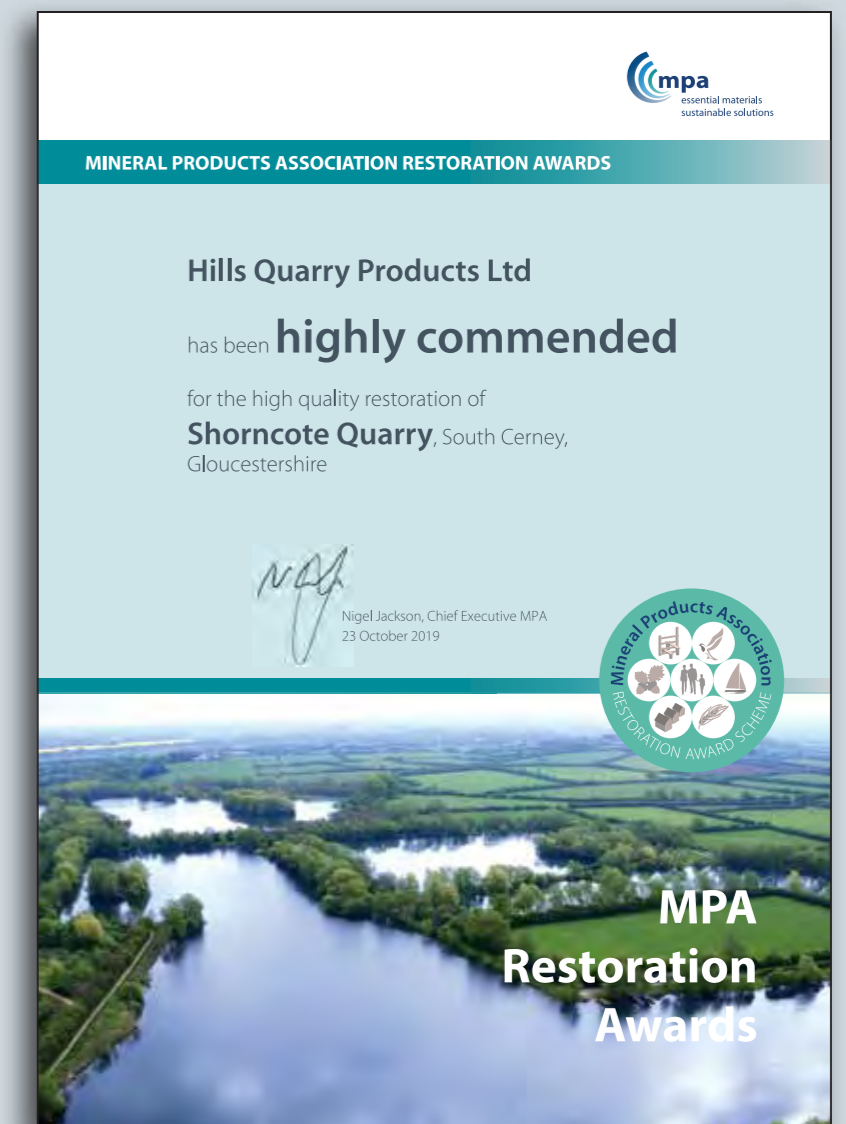 mpa
essential materials
sustainable solutions
MINERAL PRODUCTS ASSOCIATION RESTORATION AWARDS
Hills Quarry Products Ltd
has been highly commended
for the high quality restoration of
Shorncote Quarry, South Cerney,
Gloucestershire
Nigel Jackson, Chief Executive MPA
23 October 2019
Mineral Products Association
RESTORATION AWARD SCHEME
MPA
Restoration
Awards